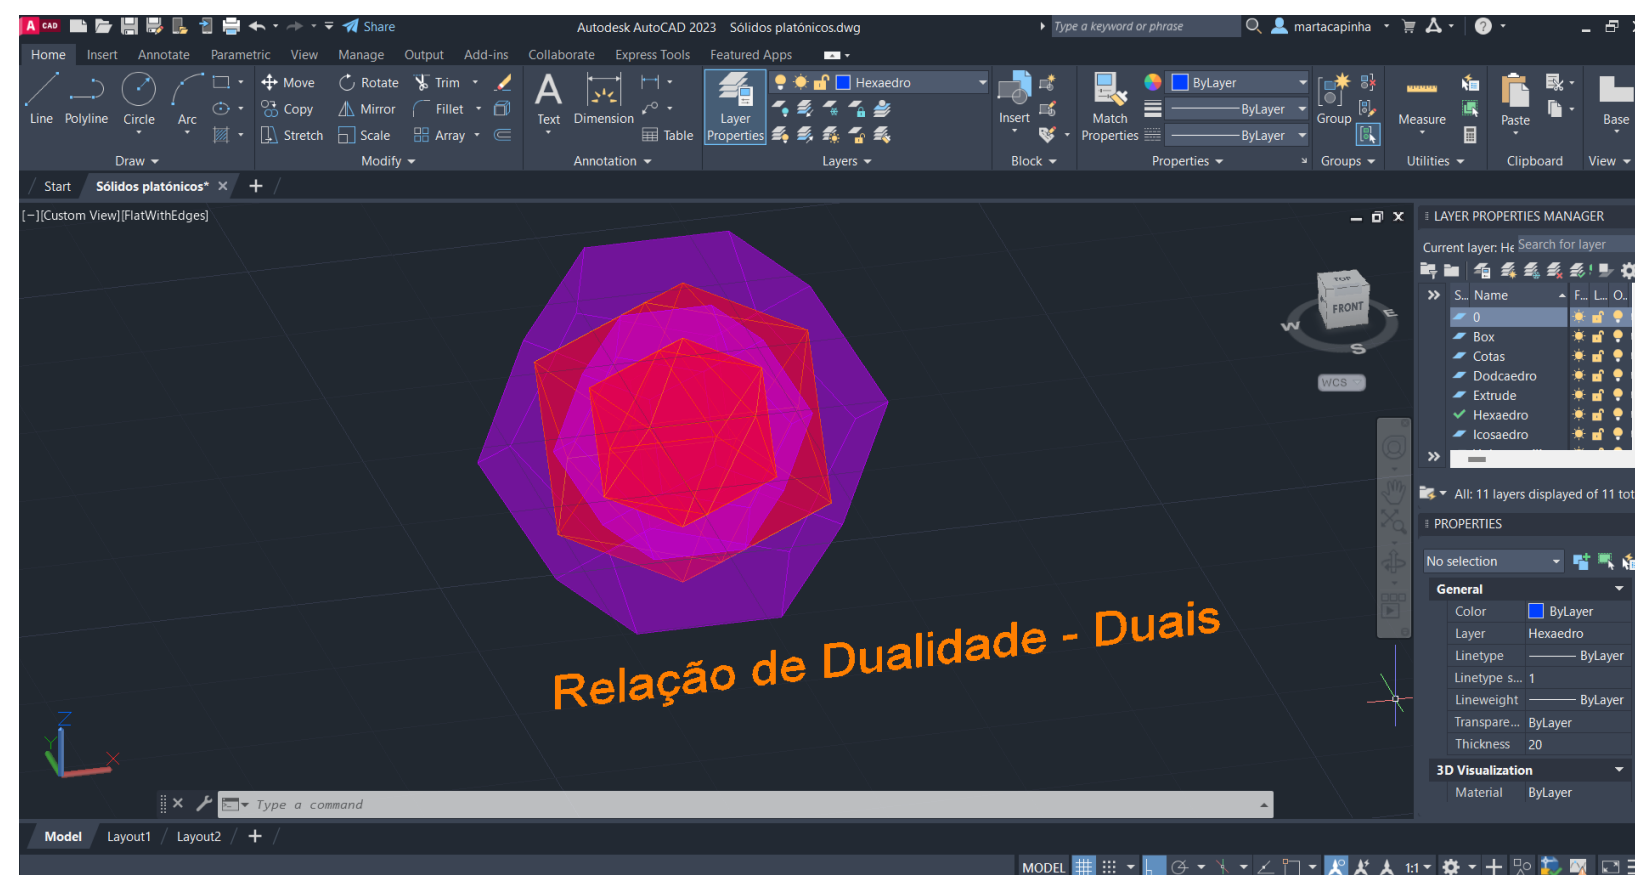 A CAD Share Autodesk AutoCAD 2023 Sólidos platónicos.dwg Type a keyword or phrase martacapinha
Home Insert Annotate Parametric View Manage Output Add-ins Collaborate Express Tools Featured Apps
Line Polyline Circle Arc
Move Rotate Trim
Copy Mirror Fillet
Stretch Scale Array
Text Dimension Table
Layer Properties
Hexaedro
Insert
Match Properties
ByLayer
ByLayer
ByLayer
Group
Measure
Paste
Base
Draw Modify Annotation Layers Block Properties Groups Utilities Clipboard View
Start Sólidos platónicos* +
[−][Custom View][FlatWithEdges]
TOP
FRONT
W S E
WCS
Relação de Dualidade - Duais
Z
Y X
Type a command
LAYER PROPERTIES MANAGER
Current layer: He Search for layer
S... Name F... L... O..
0
Box
Cotas
Dodcaedro
Extrude
Hexaedro
Icosaedro
All: 11 layers displayed of 11 tot
PROPERTIES
No selection
General
Color ByLayer
Layer Hexaedro
Linetype ByLayer
Linetype s... 1
Lineweight ByLayer
Transpare... ByLayer
Thickness 20
3D Visualization
Material ByLayer
Model Layout1 Layout2 +
MODEL 1:1